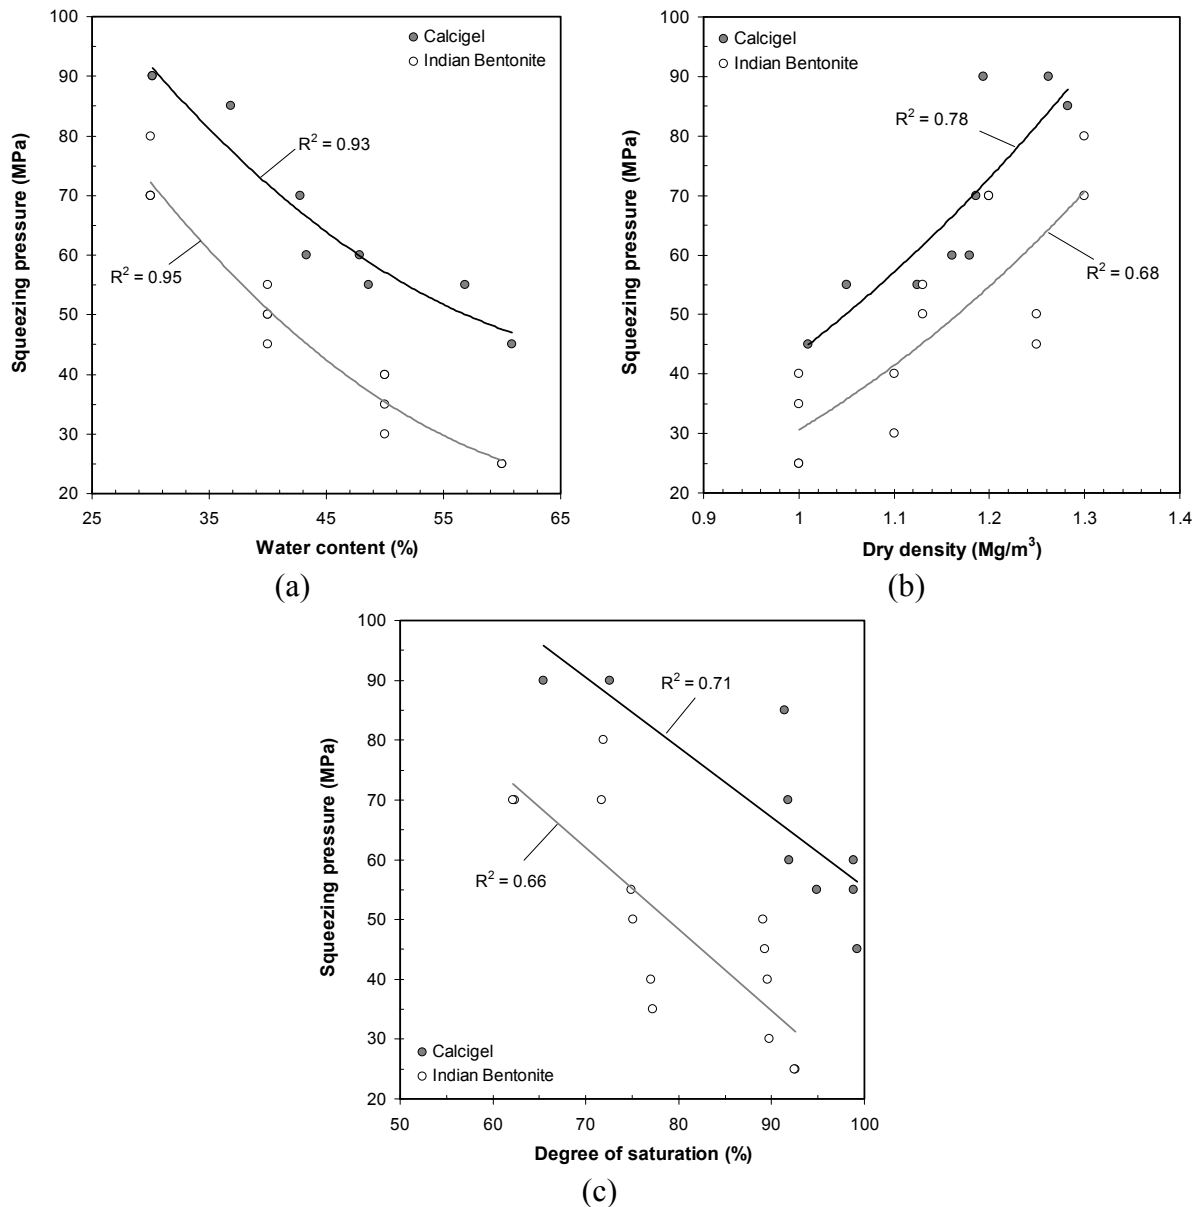 100
90
80
70
60
50
40
30
20
Squeezing pressure (MPa)
Calcigel
Indian Bentonite
R² = 0.93
R² = 0.95
25 35 45 55 65
Water content (%)
(a)
100
90
80
70
60
50
40
30
20
Squeezing pressure (MPa)
Calcigel
Indian Bentonite
R² = 0.78
R² = 0.68
0.9 1 1.1 1.2 1.3 1.4
Dry density (Mg/m³)
(b)
100
90
80
70
60
50
40
30
20
Squeezing pressure (MPa)
R² = 0.71
R² = 0.66
Calcigel
Indian Bentonite
50 60 70 80 90 100
Degree of saturation (%)
(c)